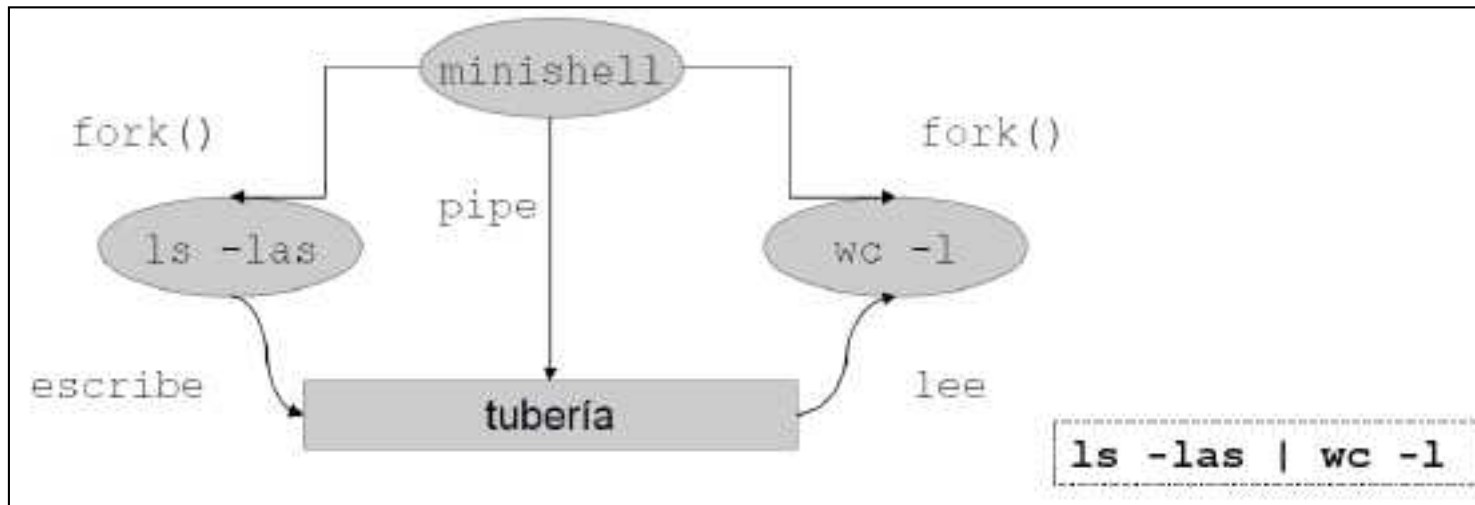 minishell
fork()
fork()
pipe
ls -las
wc -l
escribe
lee
tubería
ls -las | wc -l